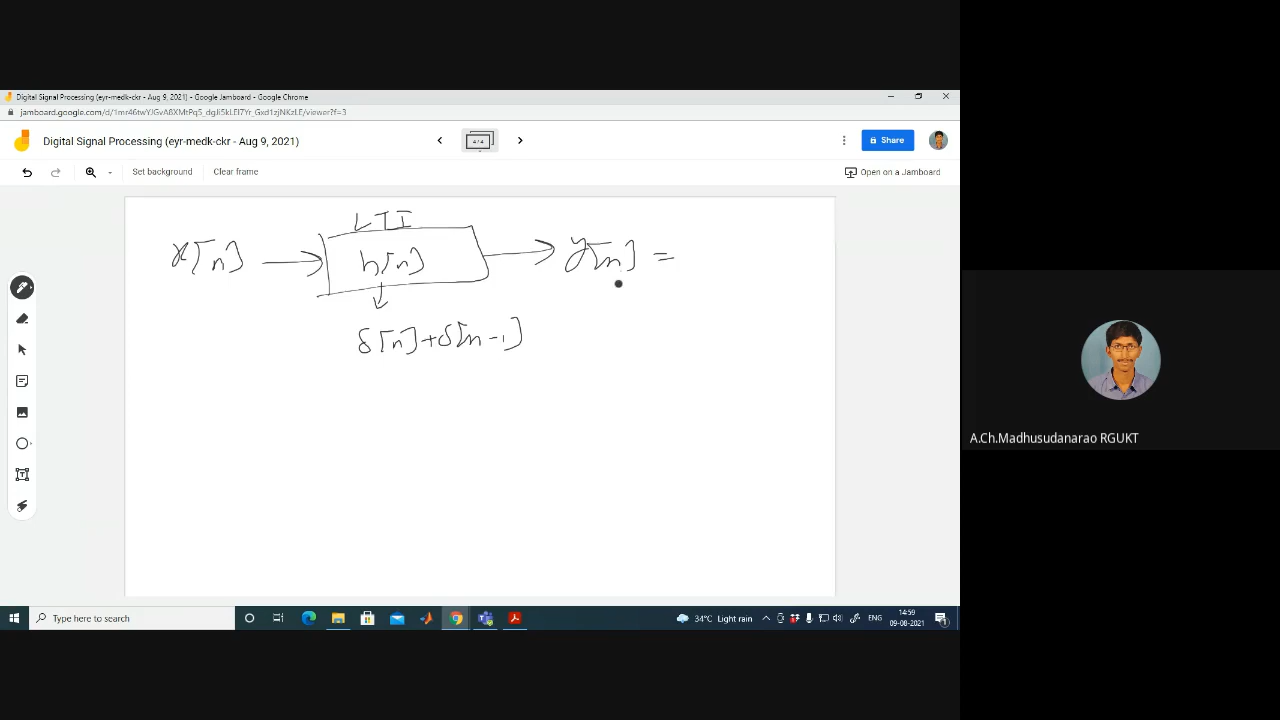 Digital Signal Processing (eyr-medk-ckr - Aug 9, 2021) - Google Jamboard - Google Chrome
Digital Signal Processing (eyr-medk-ckr - Aug 9, 2021)
4 / 4
Share
Set background
Clear frame
Open on a Jamboard
LTI
x[n] → h[n] → y[n] =
δ[n]+δ[n-1]
A.Ch.Madhusudanarao RGUKT
Type here to search
34°C Light rain
ENG
14:59
09-08-2021